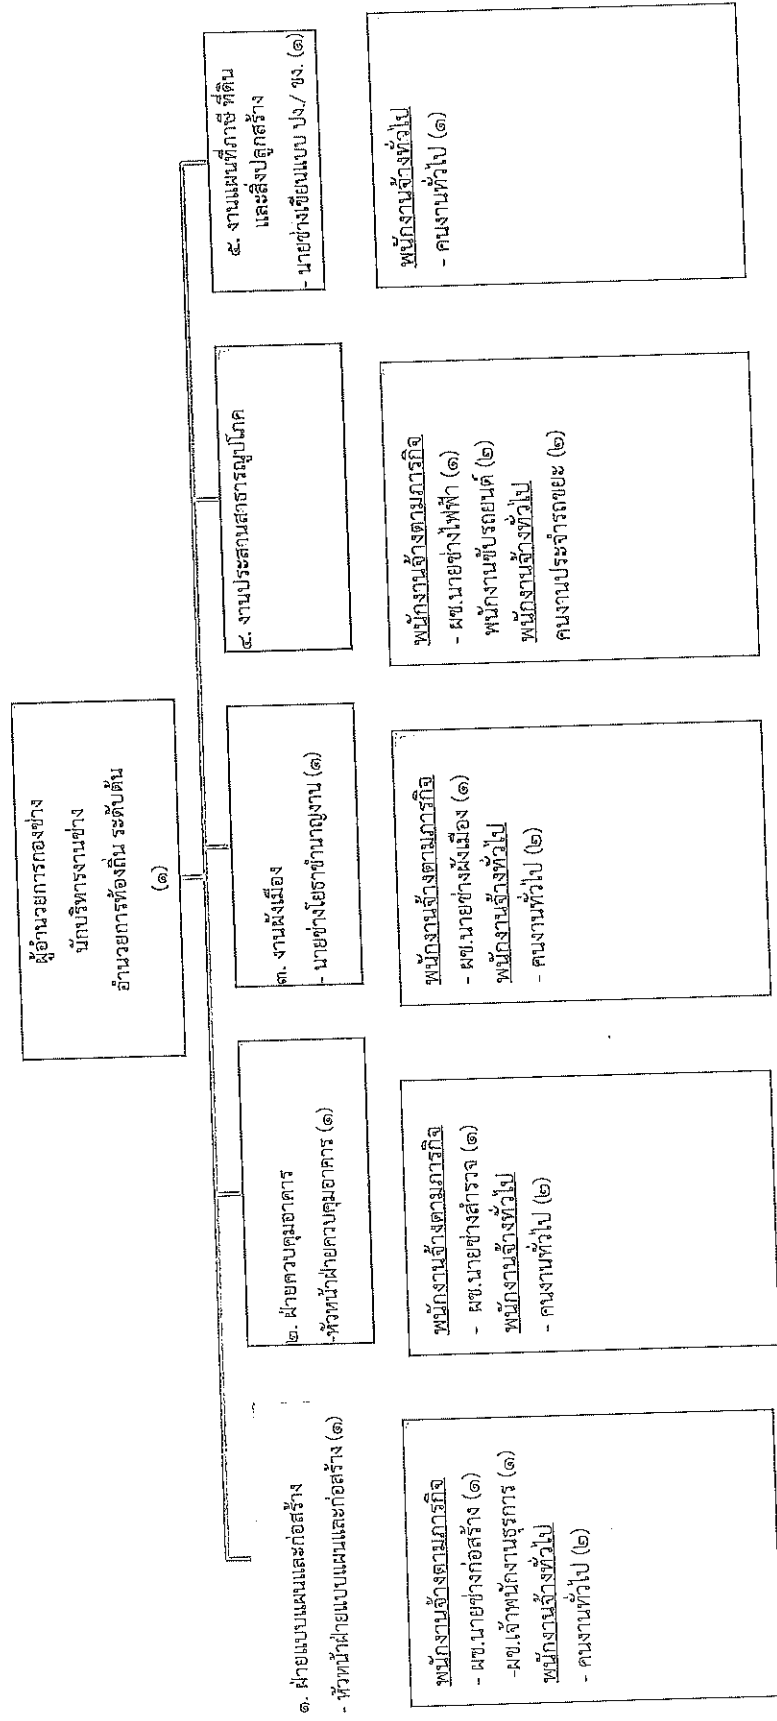 ผู้อำนวยการกองช่าง
นักบริหารงานช่าง
อำนวยการท้องถิ่น ระดับต้น
(๑)
๑. ฝ่ายแบบแผนและก่อสร้าง
- หัวหน้าฝ่ายแบบแผนและก่อสร้าง (๑)
๒. ฝ่ายควบคุมอาคาร
-หัวหน้าฝ่ายควบคุมอาคาร (๑)
๓. งานผังเมือง
- นายช่างโยธาชำนาญงาน (๑)
๔. งานประสานสาธารณูปโภค
๕. งานแผนที่ภาษี ที่ดิน
และสิ่งปลูกสร้าง
- นายช่างเขียนแบบ ปง./ ชง. (๑)
พนักงานจ้างตามภารกิจ
- ผช.นายช่างก่อสร้าง (๑)
-ผช.เจ้าพนักงานธุรการ (๑)
พนักงานจ้างทั่วไป
- คนงานทั่วไป (๒)
พนักงานจ้างตามภารกิจ
- ผช.นายช่างสำรวจ (๑)
พนักงานจ้างทั่วไป
- คนงานทั่วไป (๒)
พนักงานจ้างตามภารกิจ
- ผช.นายช่างผังเมือง (๑)
พนักงานจ้างทั่วไป
- คนงานทั่วไป (๒)
พนักงานจ้างตามภารกิจ
- ผช.นายช่างไฟฟ้า (๑)
พนักงานขับรถยนต์ (๒)
พนักงานจ้างทั่วไป
คนงานประจำรถขยะ (๒)
พนักงานจ้างทั่วไป
- คนงานทั่วไป (๑)